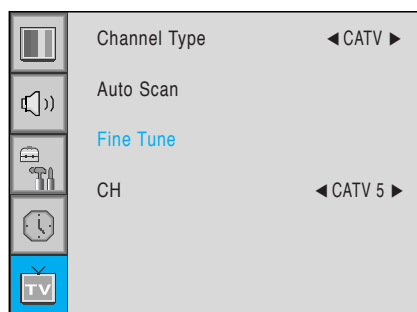 Channel Type ◀ CATV ▶
Auto Scan
Fine Tune
CH ◀ CATV 5 ▶
TV